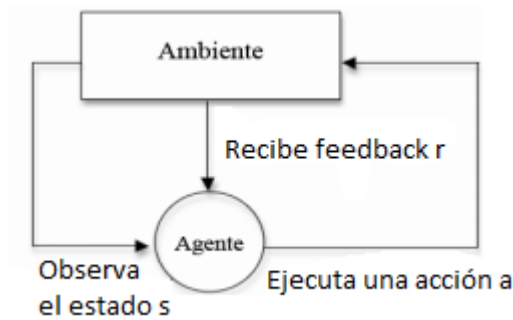 Ambiente
Recibe feedback r
Agente
Observa
el estado s
Ejecuta una acción a